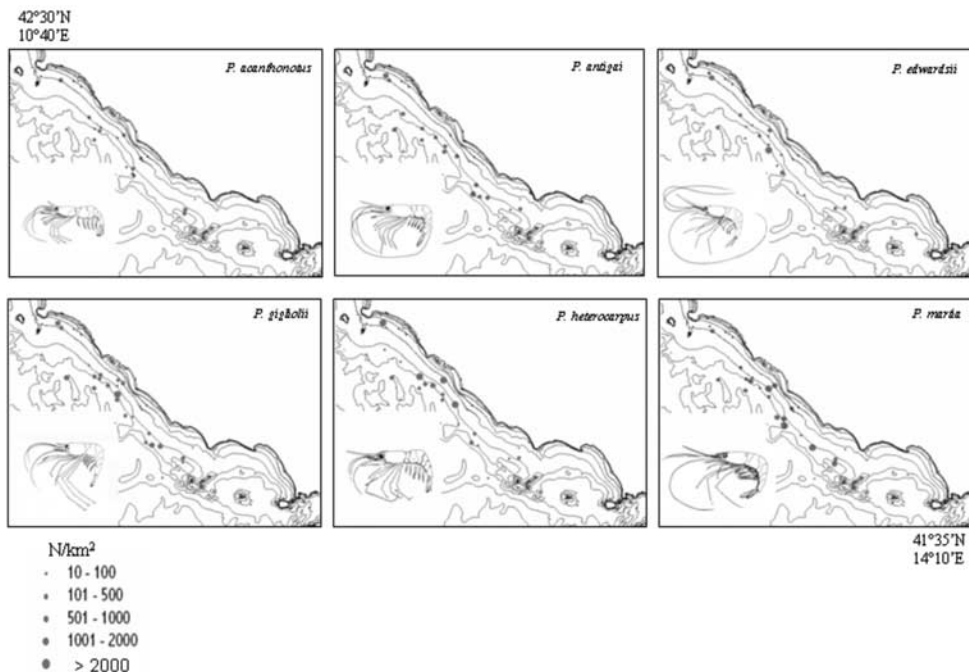 42°30'N
10°40'E
P. acanthonotus
P. antigai
P. edwardsii
P. gigliolii
P. heterocarpus
P. martia
41°35'N
14°10'E
N/km²
10 - 100
101 - 500
501 - 1000
1001 - 2000
> 2000